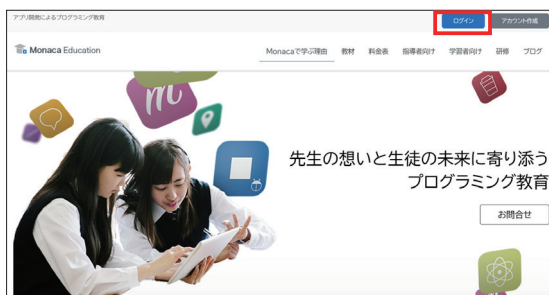 アプリ開発によるプログラミング教育
ログイン
アカウント作成
Monaca Education
Monacaで学ぶ理由 教材 料金表 指導者向け 学習者向け 研修 ブログ
先生の想いと生徒の未来に寄り添う
プログラミング教育
お問合せ